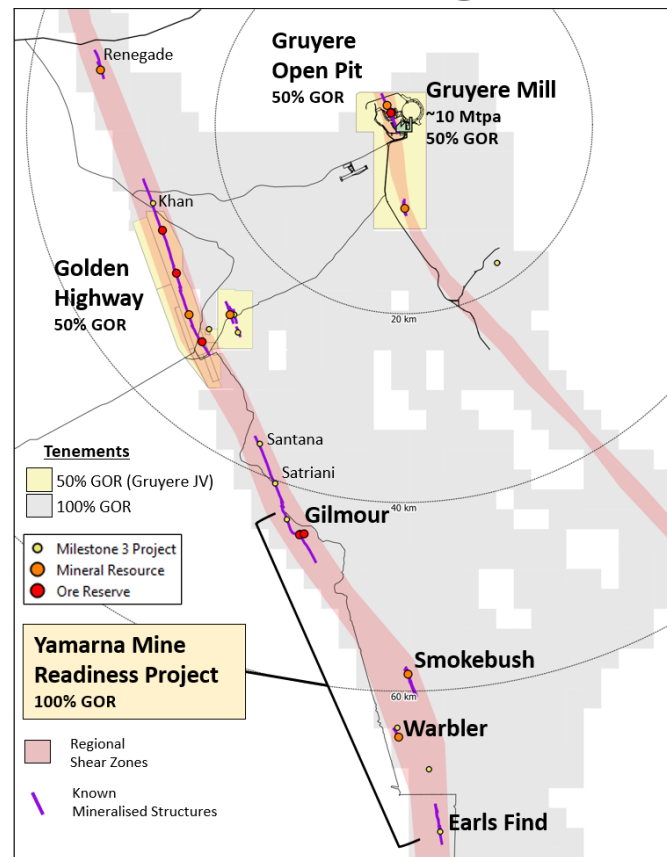 Renegade
Gruyere
Open Pit
50% GOR
Gruyere Mill
~10 Mtpa
50% GOR
Khan
Golden
Highway
50% GOR
20 km
Santana
Tenements
50% GOR (Gruyere JV)
100% GOR
Satriani
40 km
Gilmour
Milestone 3 Project
Mineral Resource
Ore Reserve
Yamarna Mine
Readiness Project
100% GOR
Smokebush
60 km
Warbler
Regional
Shear Zones
Known
Mineralised Structures
Earls Find